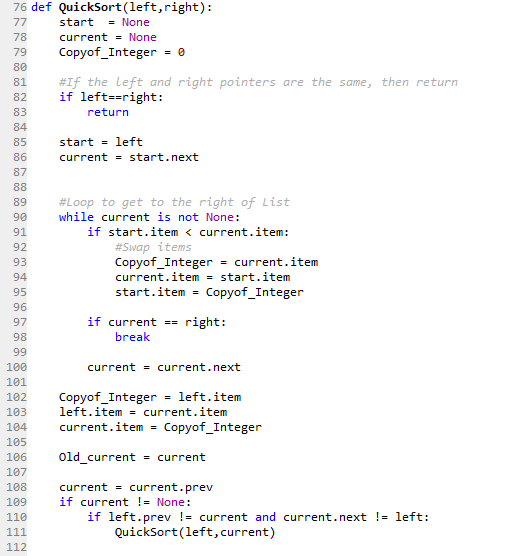 76 def QuickSort(left,right):
77     start  = None
78     current = None
79     Copyof_Integer = 0
80
81     #If the left and right pointers are the same, then return
82     if left==right:
83         return
84
85     start = left
86     current = start.next
87
88
89     #Loop to get to the right of List
90     while current is not None:
91         if start.item < current.item:
92             #Swap items
93             Copyof_Integer = current.item
94             current.item = start.item
95             start.item = Copyof_Integer
96
97         if current == right:
98             break
99
100         current = current.next
101
102     Copyof_Integer = left.item
103     left.item = current.item
104     current.item = Copyof_Integer
105
106     Old_current = current
107
108     current = current.prev
109     if current != None:
110         if left.prev != current and current.next != left:
111             QuickSort(left,current)
112